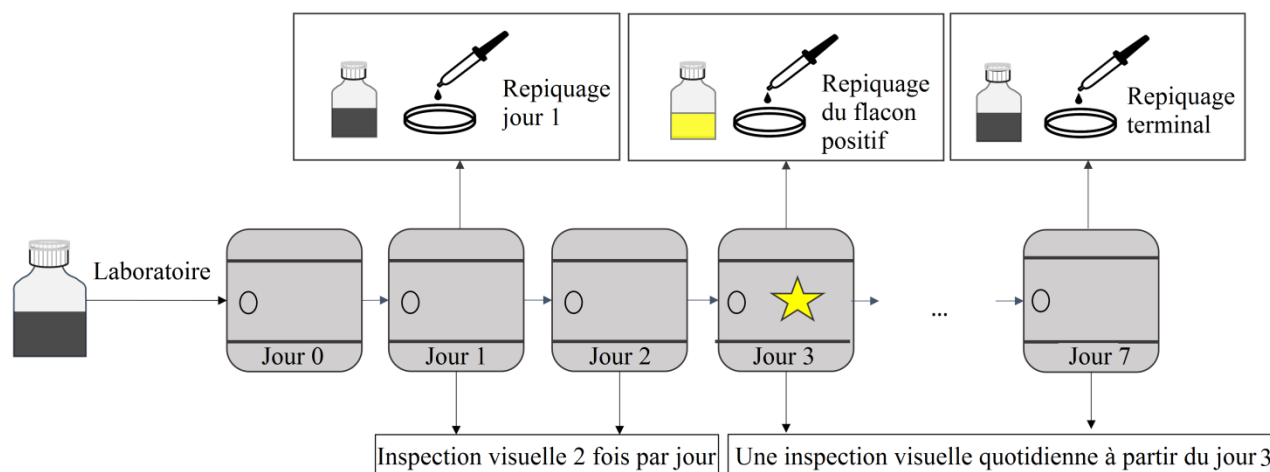 Repiquage
jour 1
Repiquage
du flacon
positif
Repiquage
terminal
Laboratoire
Jour 0
Jour 1
Jour 2
Jour 3
...
Jour 7
Inspection visuelle 2 fois par jour
Une inspection visuelle quotidienne à partir du jour 3